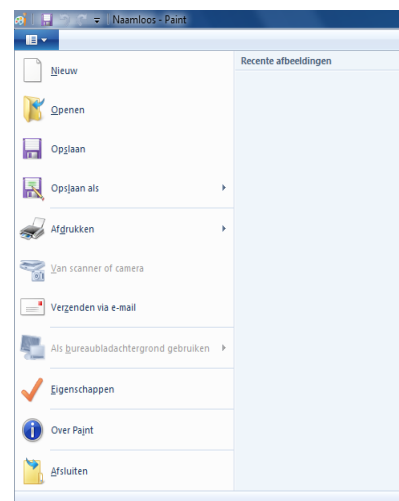 Naamloos - Paint
Recente afbeeldingen
Nieuw
Openen
Opslaan
Opslaan als
Afdrukken
Van scanner of camera
Verzenden via e-mail
Als bureaubladachtergrond gebruiken
Eigenschappen
Over Paint
Afsluiten